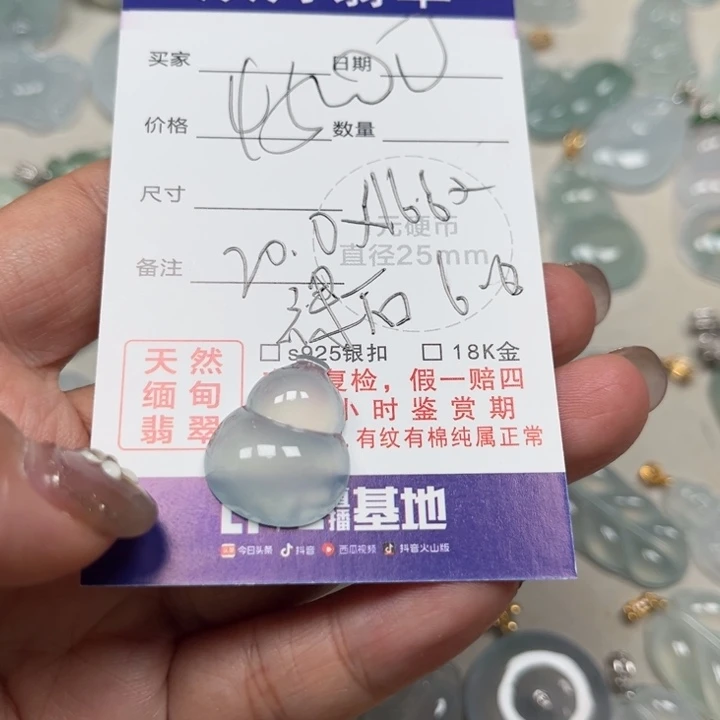 买家 日期
价格 数量
尺寸
20.0×16.6×
元硬币
直径25mm
备注
裸石
s925银扣 18K金
天然
缅甸
翡翠
复检，假一赔四
小时鉴赏期
有纹有棉纯属正常
播基地
今日头条 抖音 西瓜视频 抖音火山版